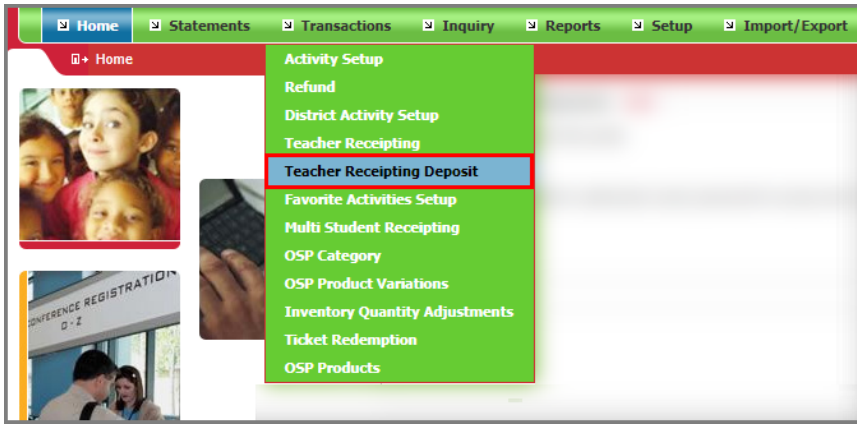 Home Statements Transactions Inquiry Reports Setup Import/Export
Home
Activity Setup
Refund
District Activity Setup
Teacher Receipting
Teacher Receipting Deposit
Favorite Activities Setup
Multi Student Receipting
OSP Category
OSP Product Variations
Inventory Quantity Adjustments
Ticket Redemption
OSP Products
CONFERENCE REGISTRATION
O - Z